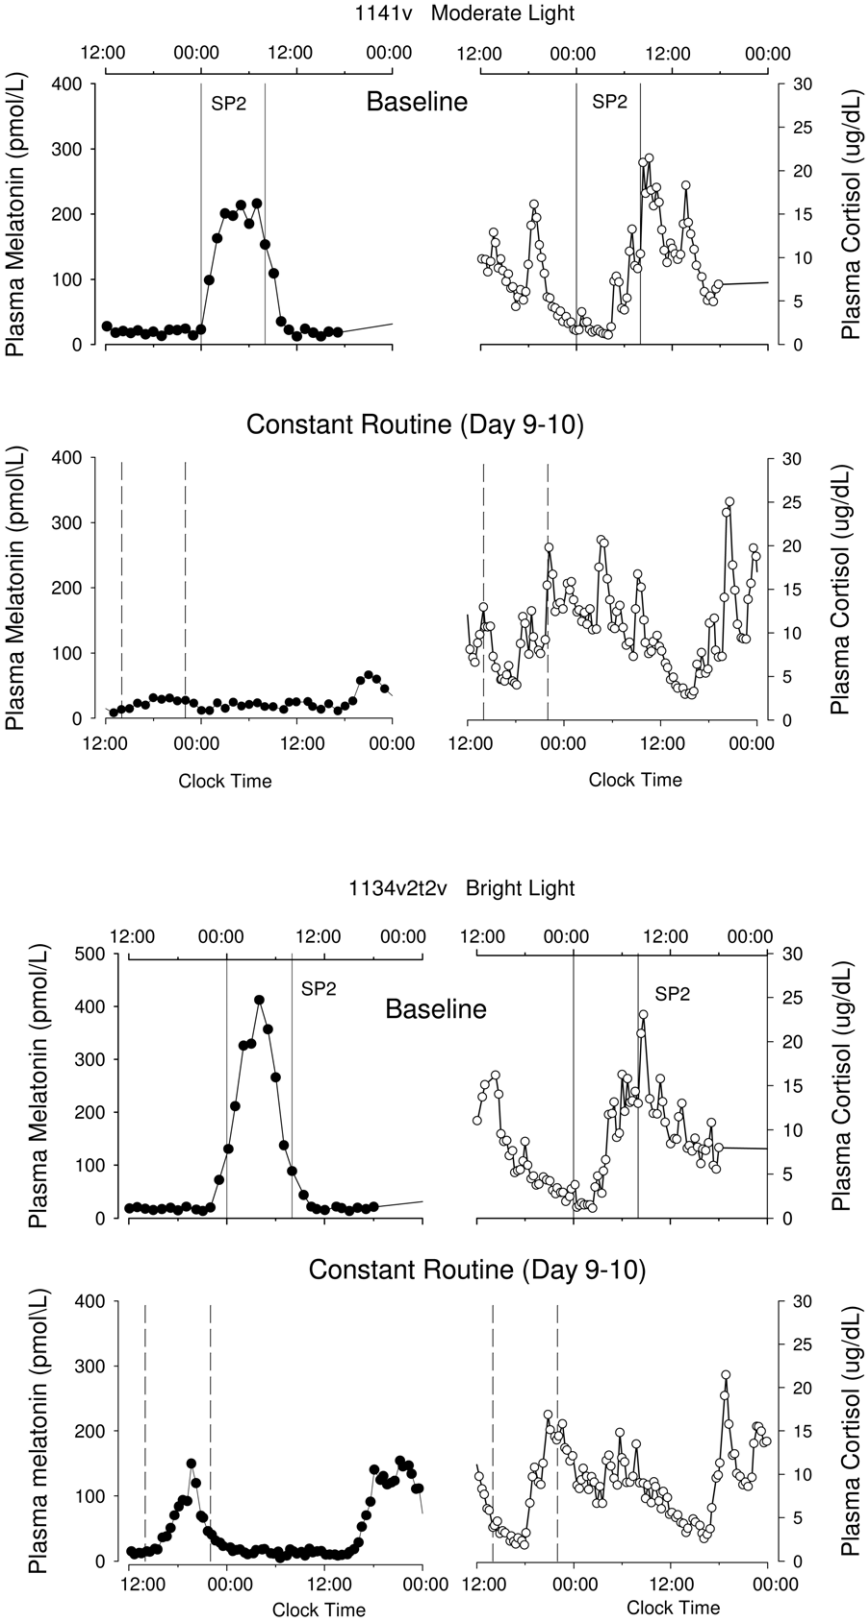 1141v Moderate Light
12:00 00:00 12:00 00:00 12:00 00:00 12:00 00:00
Plasma Melatonin (pmol/L)
400
300
200
100
0
SP2
Baseline
SP2
30
25
20
15
10
5
0
Plasma Cortisol (ug/dL)
Constant Routine (Day 9-10)
Plasma Melatonin (pmol\L)
400
300
200
100
0
30
25
20
15
10
5
0
Plasma Cortisol (ug/dL)
12:00 00:00 12:00 00:00 12:00 00:00 12:00 00:00
Clock Time Clock Time
1134v2t2v Bright Light
12:00 00:00 12:00 00:00 12:00 00:00 12:00 00:00
Plasma Melatonin (pmol/L)
500
400
300
200
100
0
SP2
Baseline
SP2
30
25
20
15
10
5
0
Plasma Cortisol (ug/dL)
Constant Routine (Day 9-10)
Plasma melatonin (pmol\L)
400
300
200
100
0
30
25
20
15
10
5
0
Plasma Cortisol (ug/dL)
12:00 00:00 12:00 00:00 12:00 00:00 12:00 00:00
Clock Time Clock Time